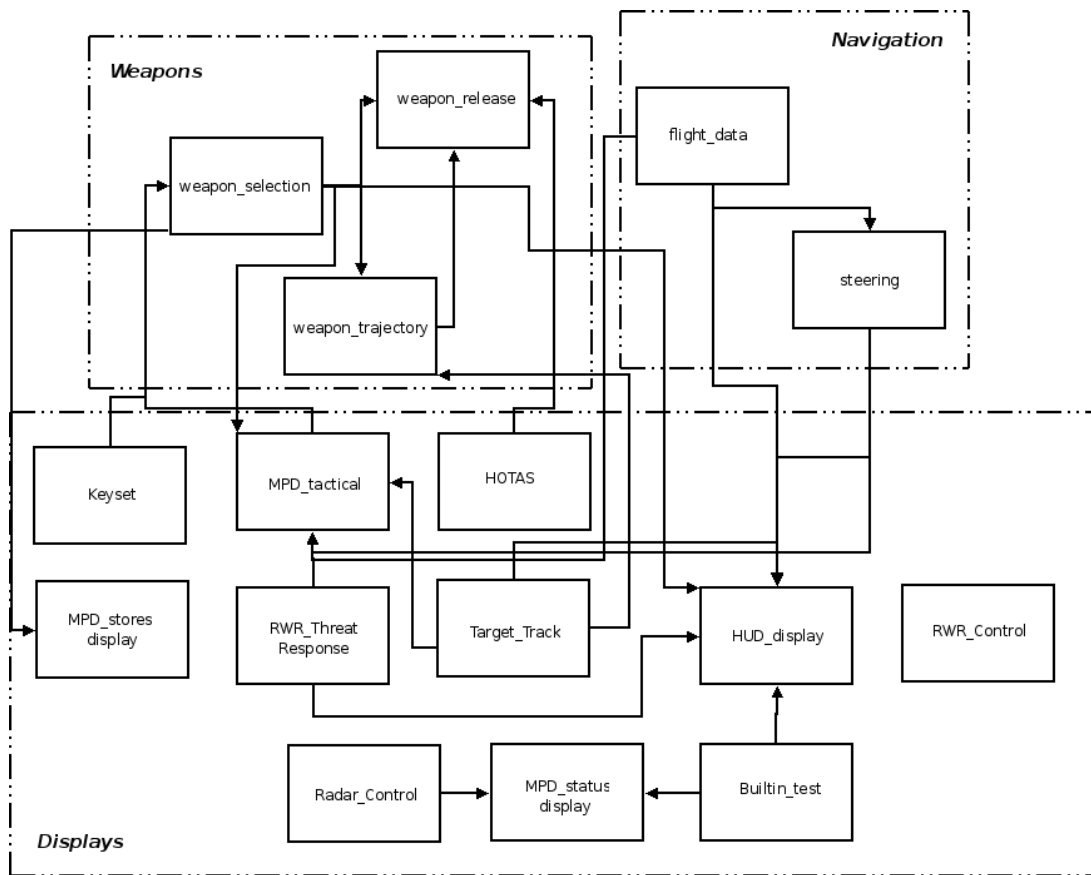 Navigation
Weapons
weapon_release
flight_data
weapon_selection
steering
weapon_trajectory
Keyset
MPD_tactical
HOTAS
MPD_stores
display
RWR_Threat
Response
Target_Track
HUD_display
RWR_Control
Radar_Control
MPD_status
display
Builtin_test
Displays